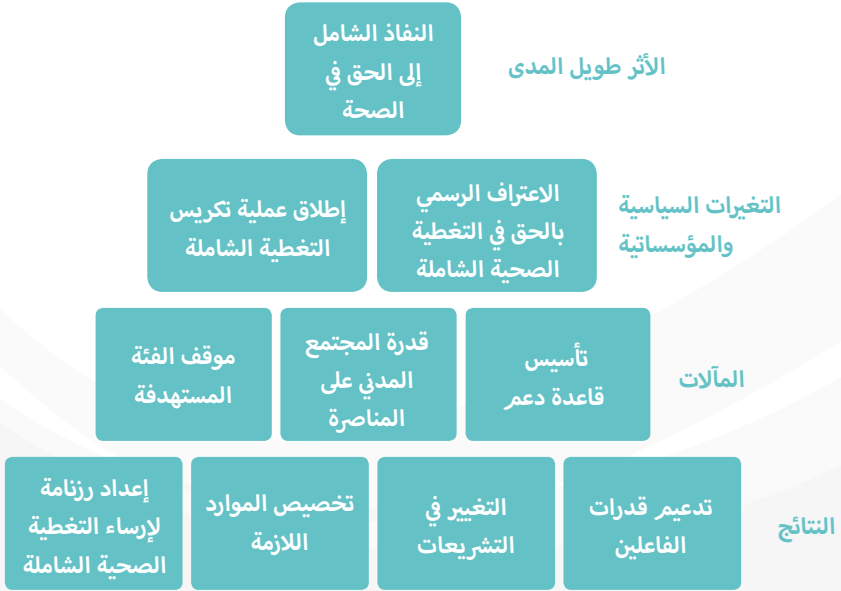 الأثر طويل المدى
النفاذ الشامل
إلى الحق في
الصحة
التغيرات السياسية
والمؤسساتية
الاعتراف الرسمي
بالحق في التغطية
الصحية الشاملة
إطلاق عملية تكريس
التغطية الشاملة
المآلات
تأسيس
قاعدة دعم
قدرة المجتمع
المدني على
المناصرة
موقف الفئة
المستهدفة
النتائج
تدعيم قدرات
الفاعلين
التغيير في
التشريعات
تخصيص الموارد
اللازمة
إعداد رزنامة
لإرساء التغطية
الصحية الشاملة